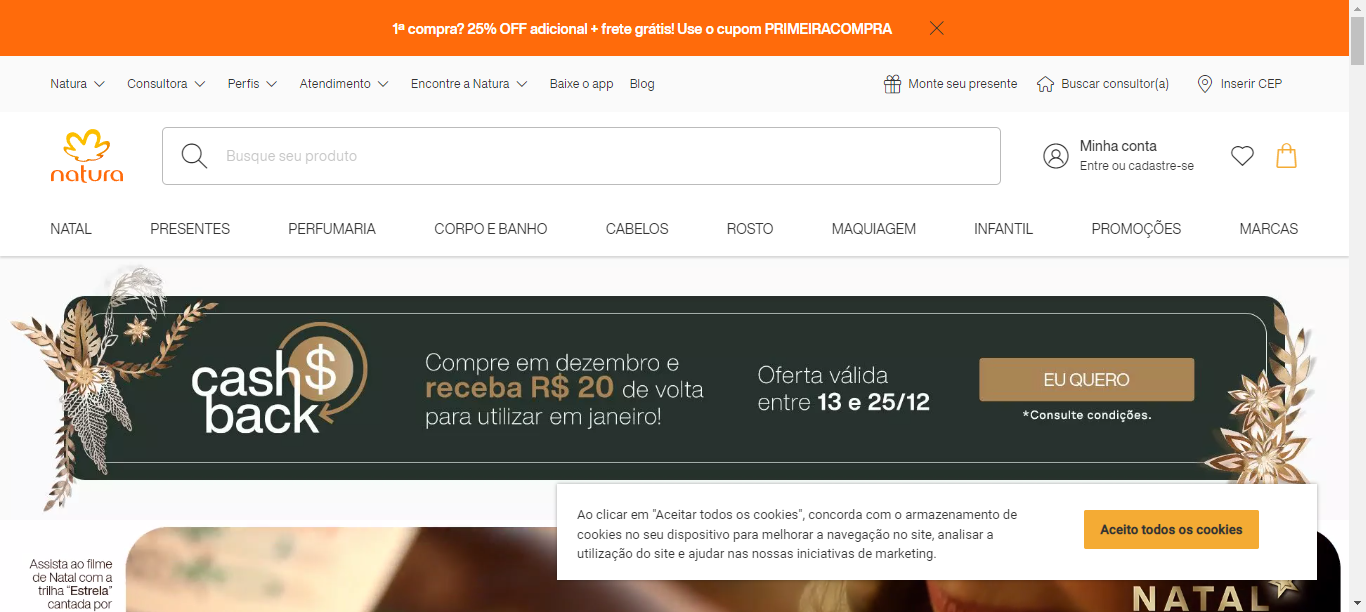 1ª compra? 25% OFF adicional + frete grátis! Use o cupom PRIMEIRACOMPRA
Natura Consultora Perfis Atendimento Encontre a Natura Baixe o app Blog Monte seu presente Buscar consultor(a) Inserir CEP
natura
Busque seu produto
Minha conta
Entre ou cadastre-se
NATAL PRESENTES PERFUMARIA CORPO E BANHO CABELOS ROSTO MAQUIAGEM INFANTIL PROMOÇÕES MARCAS
cash$
back
Compre em dezembro e
receba R$ 20 de volta
para utilizar em janeiro!
Oferta válida
entre 13 e 25/12
EU QUERO
*Consulte condições.
Ao clicar em "Aceitar todos os cookies", concorda com o armazenamento de
cookies no seu dispositivo para melhorar a navegação no site, analisar a
utilização do site e ajudar nas nossas iniciativas de marketing.
Aceito todos os cookies
Assista ao filme
de Natal com a
trilha “Estrela”
cantada por
NATAL